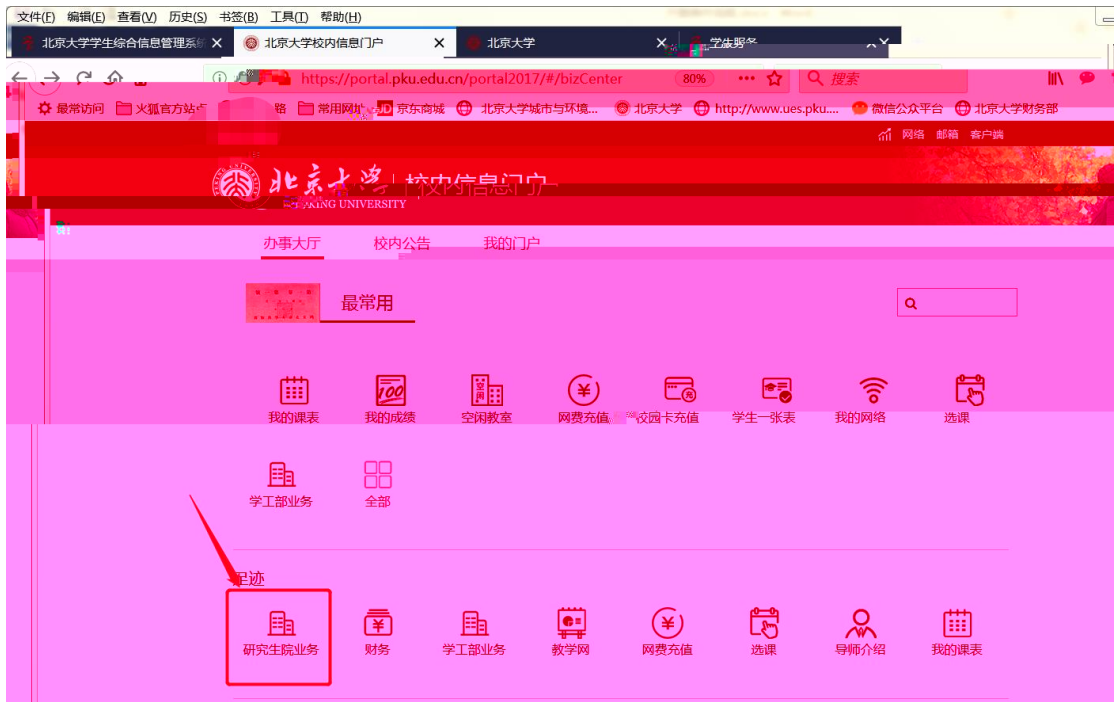 文件(F) 编辑(E) 查看(V) 历史(S) 书签(B) 工具(T) 帮助(H)
北京大学学生综合信息管理系统 北京大学校内信息门户 北京大学
https://portal.pku.edu.cn/portal2017/#/bizCenter 80% 搜索
最常访问 火狐官方站点 常用网址 京东商城 北京大学城市与环境... 北京大学 http://www.ues.pku.... 微信公众平台 北京大学财务部
网络 邮箱 客户端
北京大学 校内信息门户
PEKING UNIVERSITY
办事大厅 校内公告 我的门户
最常用
我的课表 我的成绩 空闲教室 网费充值 校园卡充值 学生一张表 我的网络 选课
学工部业务 全部
足迹
研究生院业务 财务 学工部业务 教学网 网费充值 选课 导师介绍 我的课表